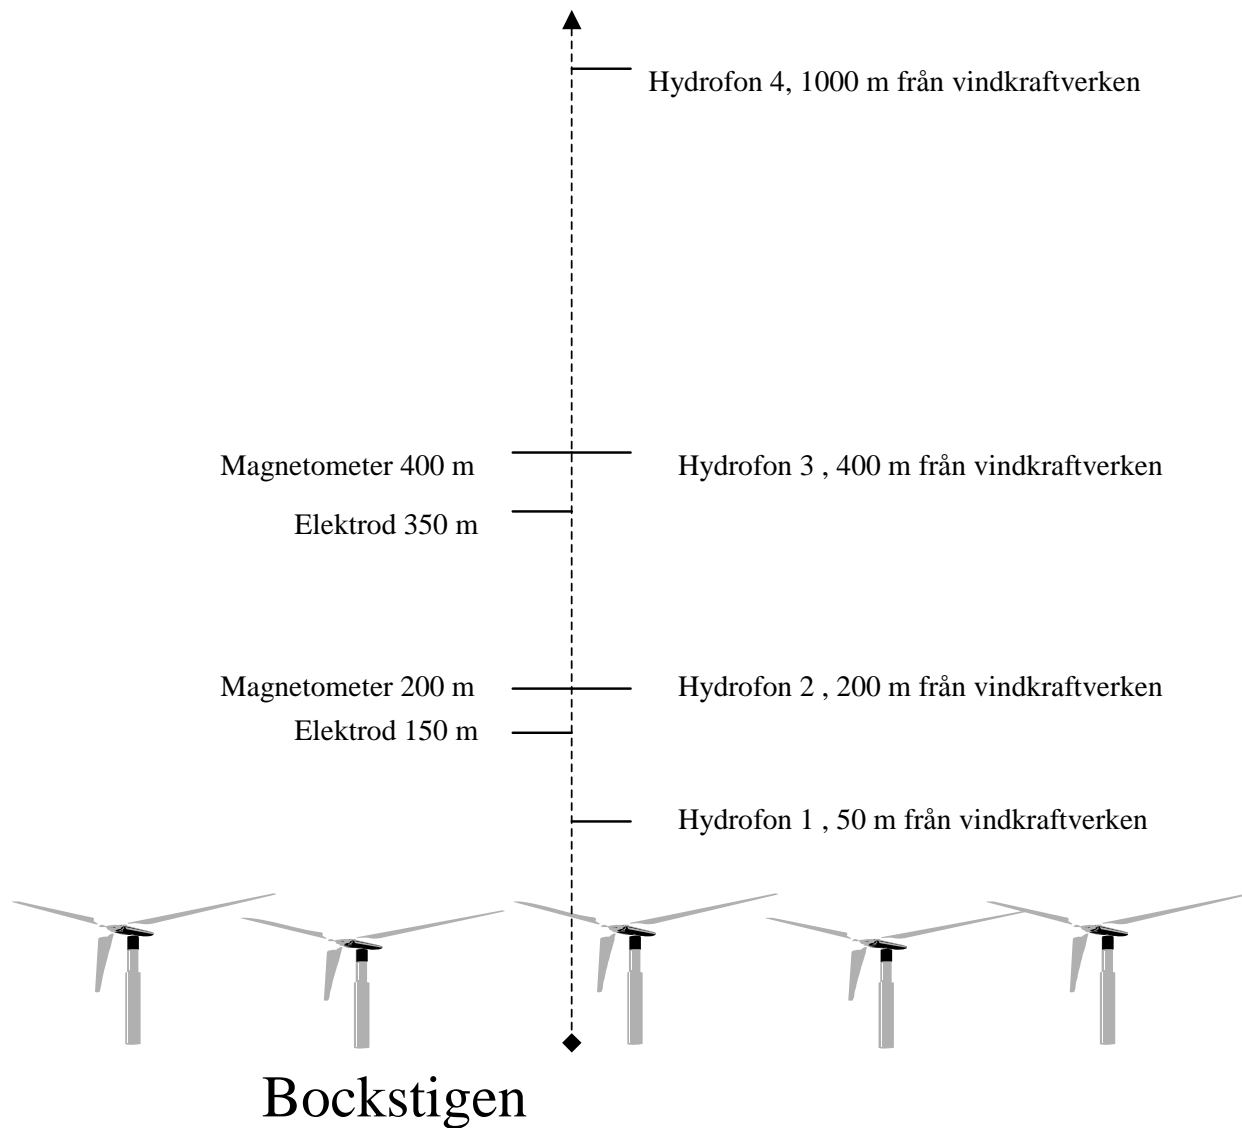 Hydrofon 4, 1000 m från vindkraftverken
Magnetometer 400 m
Hydrofon 3 , 400 m från vindkraftverken
Elektrod 350 m
Magnetometer 200 m
Hydrofon 2 , 200 m från vindkraftverken
Elektrod 150 m
Hydrofon 1 , 50 m från vindkraftverken
Bockstigen